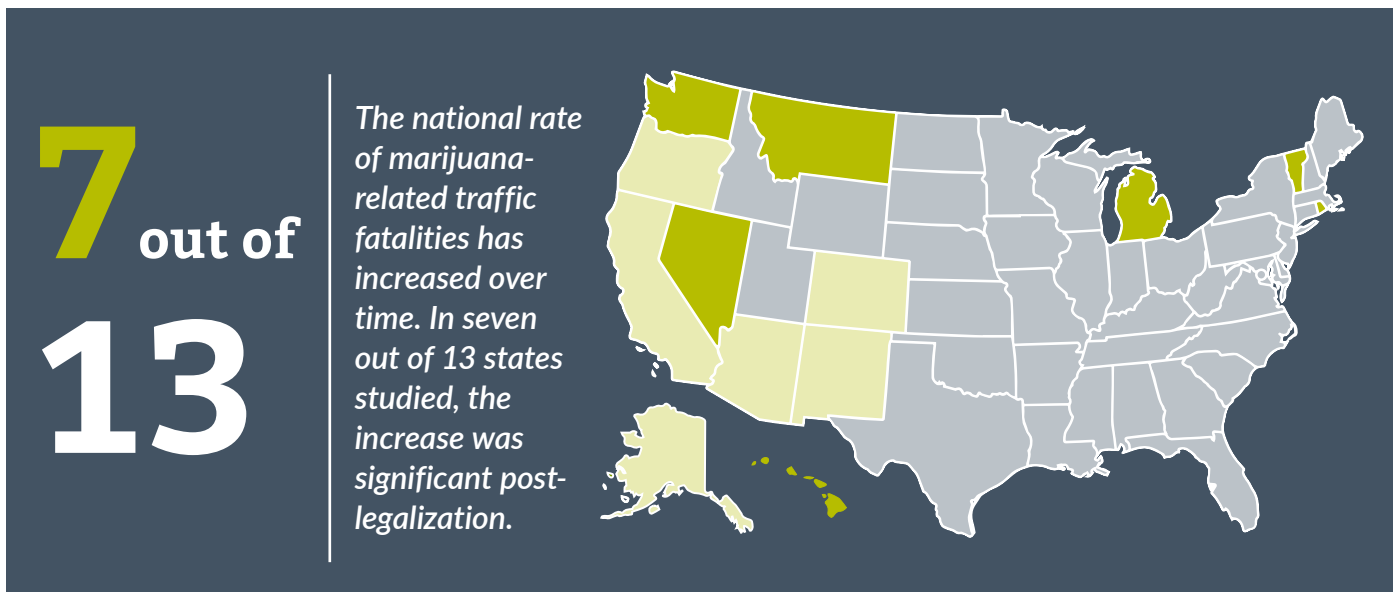 7 out of
13
The national rate
of marijuana-
related traffic
fatalities has
increased over
time. In seven
out of 13 states
studied, the
increase was
significant post-
legalization.